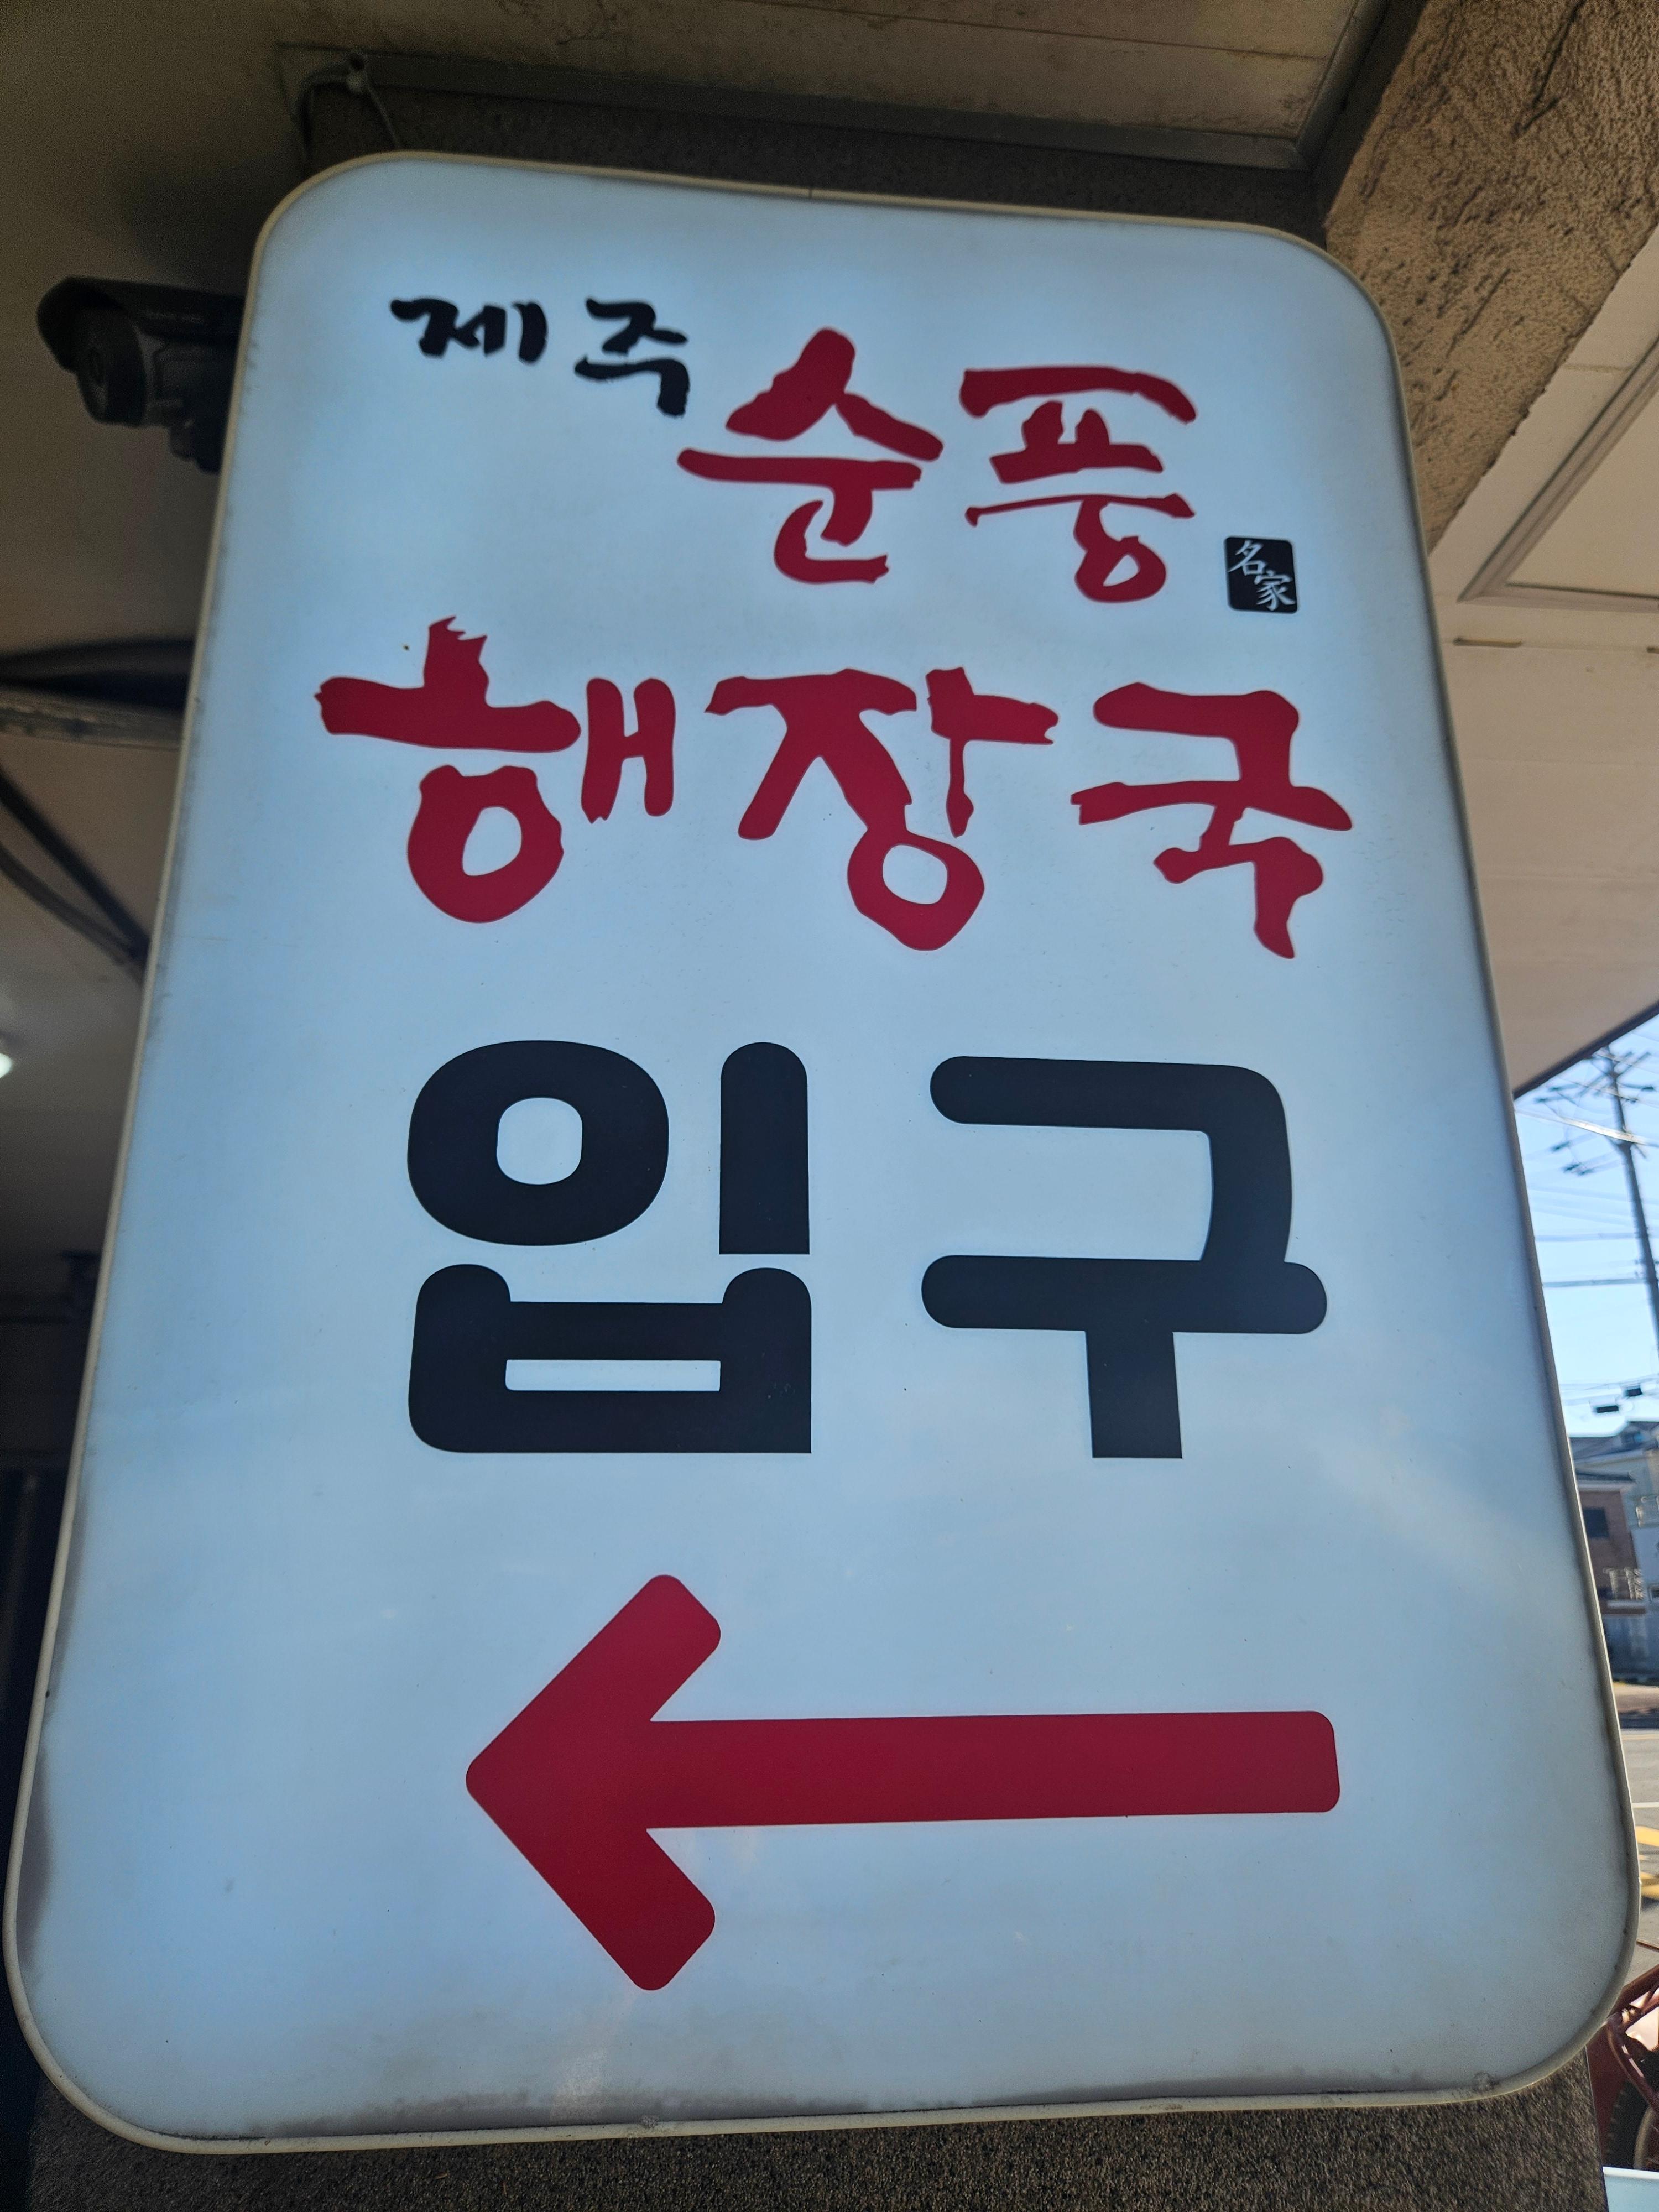 제주 순풍 名家
해장국
입구